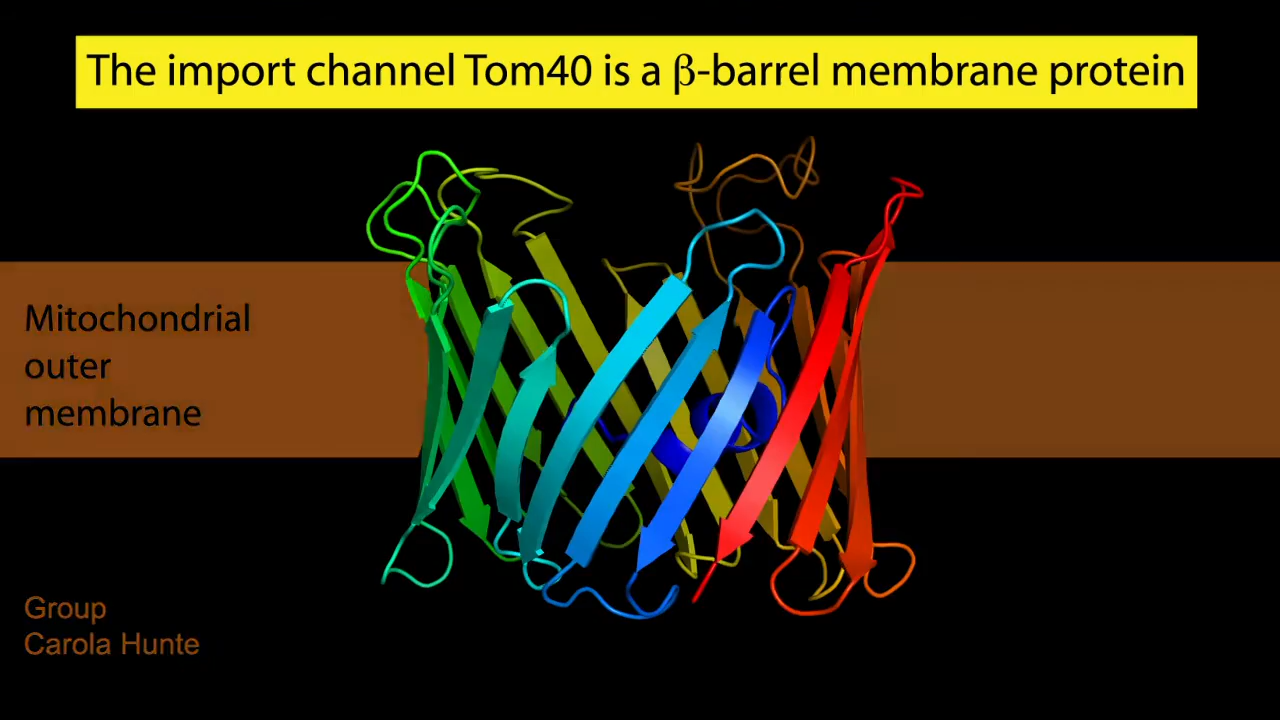 The import channel Tom40 is a β-barrel membrane protein
Mitochondrial
outer
membrane
Group
Carola Hunte